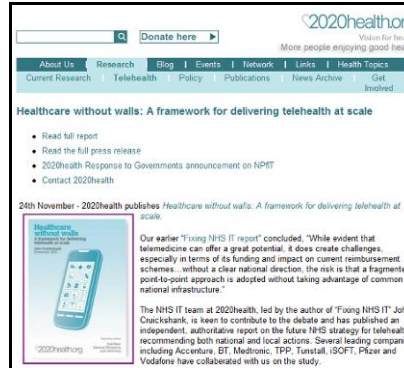 2020health.or
Donate here
Vision for hea
More people enjoying good hea
About Us | Research | Blog | Events | Network | Links | Health Topics
Current Research | Telehealth | Policy | Publications | News Archive | Get Involved
Healthcare without walls: A framework for delivering telehealth at scale
Read full report
Read the full press release
2020health Response to Governments announcement on NPfIT
Contact 2020health
24th November - 2020health publishes Healthcare without walls: A framework for delivering telehealth at
scale.
Healthcare
without walls
2020health.org
Our earlier "Fixing NHS IT report" concluded, "While evident that
telemedicine can offer a great potential, it does create challenges,
especially in terms of its funding and impact on current reimbursement
schemes...without a clear national direction, the risk is that a fragmente
point-to-point approach is adopted without taking advantage of common
national infrastructure."
The NHS IT team at 2020health, led by the author of "Fixing NHS IT" Joh
Cruickshank, is keen to contribute to the debate and has published an
independent, authoritative report on the future NHS strategy for telehealt
recommending both national and local actions. Several leading compani
including Accenture, BT, Medtronic, TPP, Tunstall, iSOFT, Pfizer and
Vodafone have collaborated with us on the study.